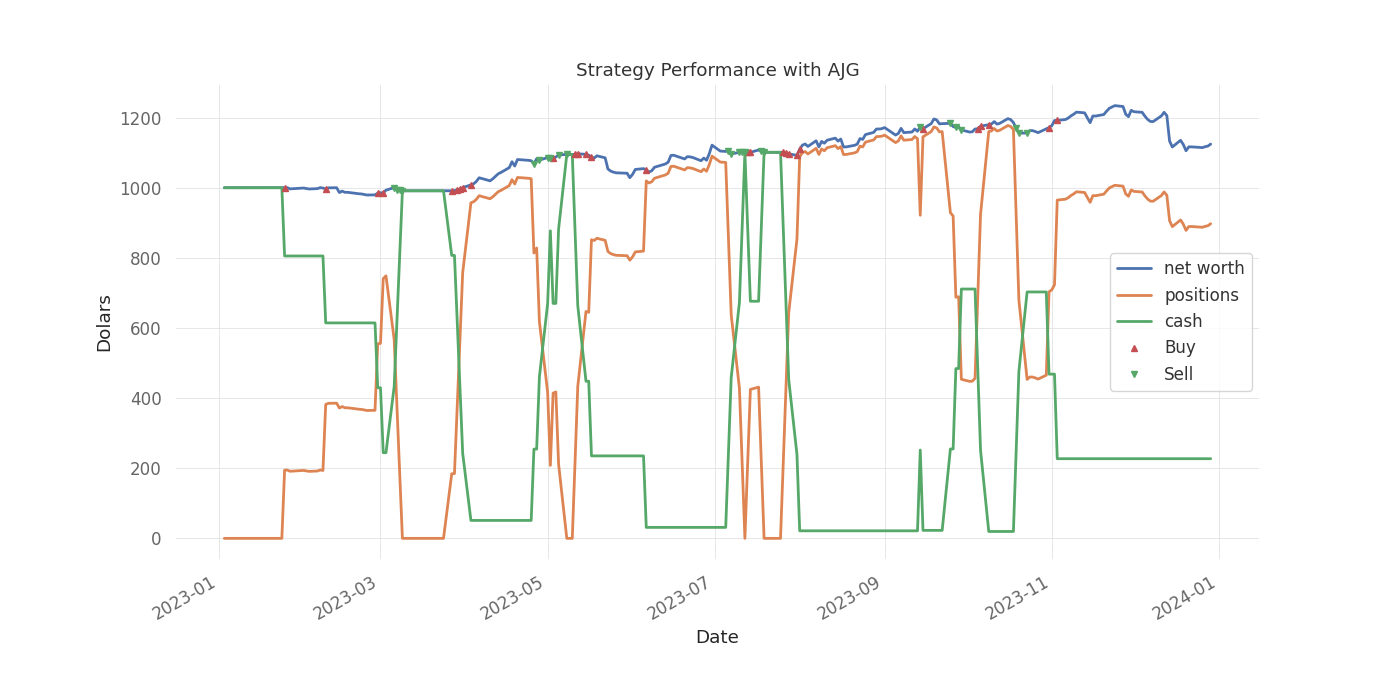 Strategy Performance with AJG
1200
1000
800
600
400
200
0
Dolars
net worth
positions
cash
Buy
Sell
2023-01
2023-03
2023-05
2023-07
2023-09
2023-11
2024-01
Date